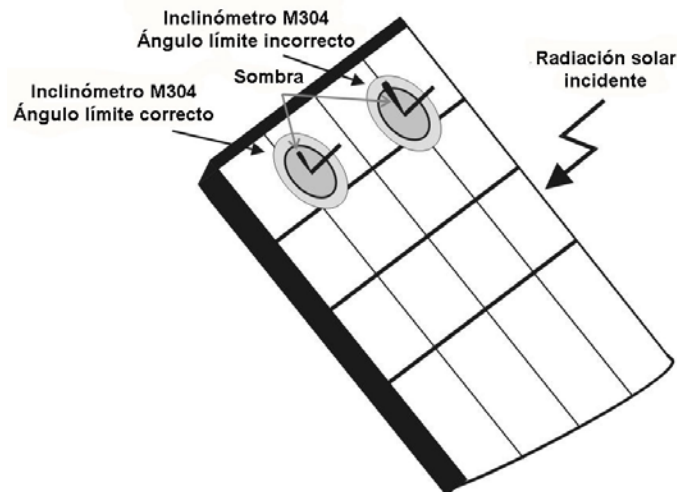 Inclinómetro M304
Ángulo límite incorrecto
Sombra
Radiación solar
incidente
Inclinómetro M304
Ángulo límite correcto